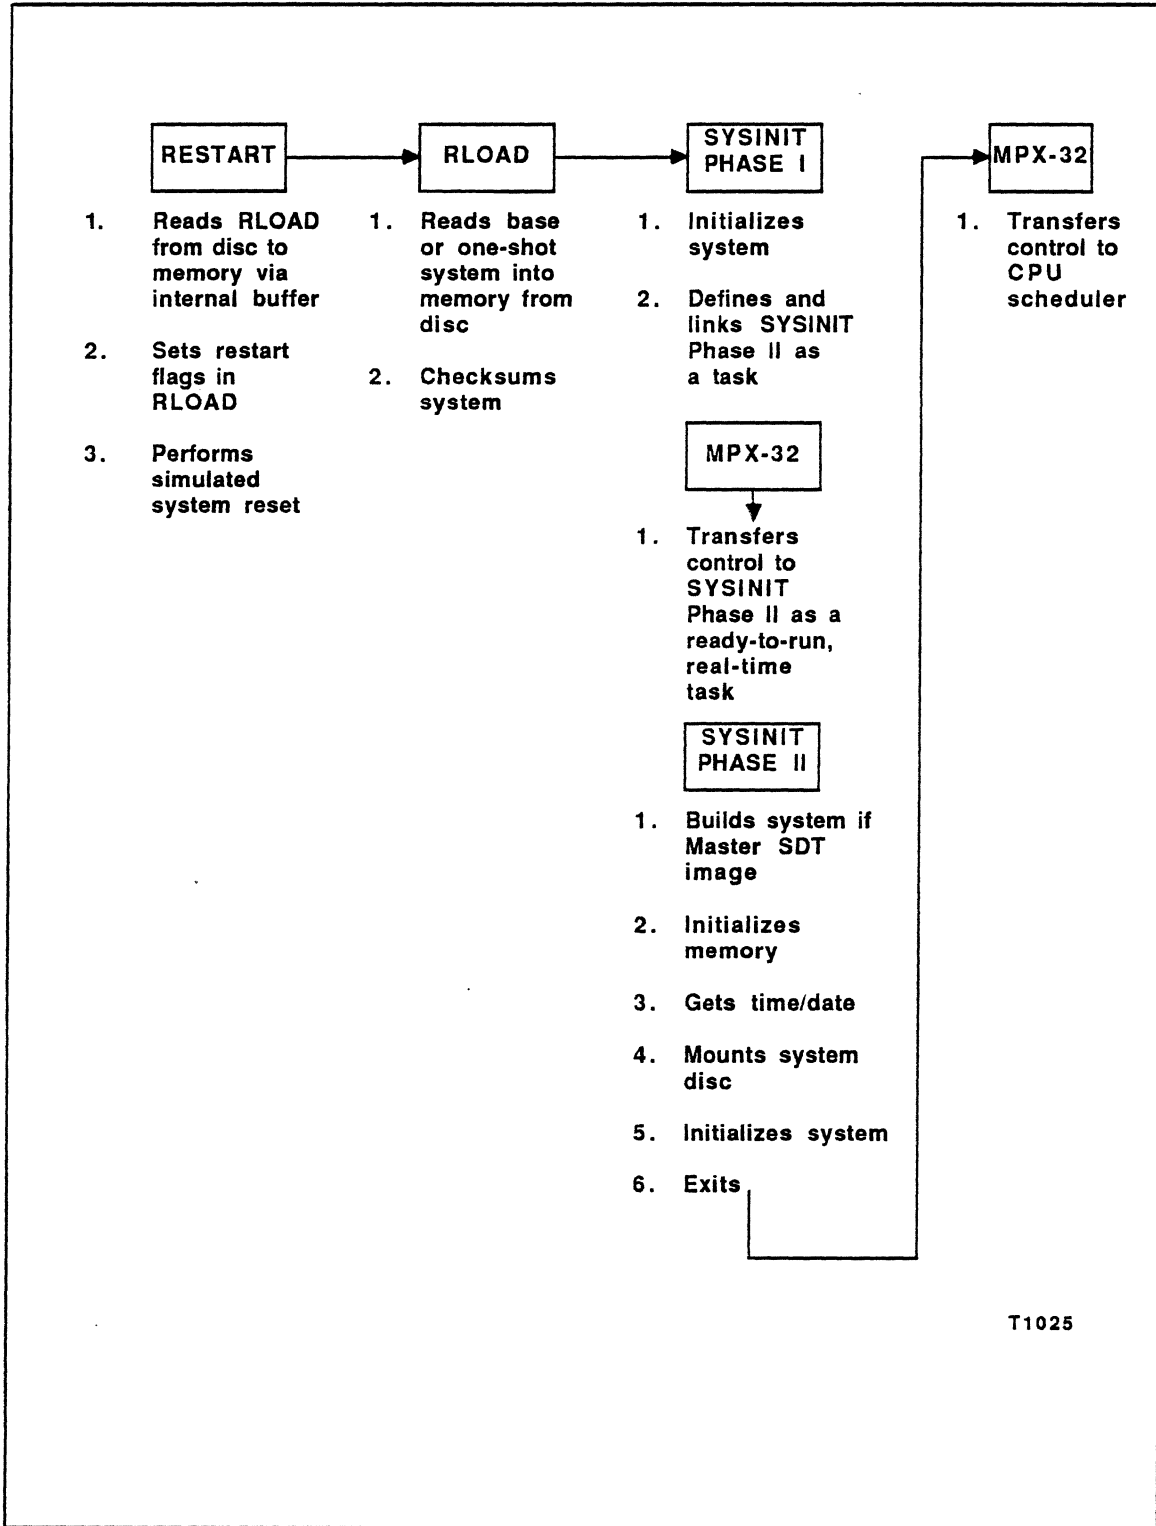 RESTART
1. Reads RLOAD
from disc to
memory via
internal buffer
2. Sets restart
flags in
RLOAD
3. Performs
simulated
system reset
RLOAD
1. Reads base
or one-shot
system into
memory from
disc
2. Checksums
system
SYSINIT
PHASE I
1. Initializes
system
2. Defines and
links SYSINIT
Phase II as
a task
MPX-32
1. Transfers
control to
SYSINIT
Phase II as a
ready-to-run,
real-time
task
SYSINIT
PHASE II
1. Builds system if
Master SDT
image
2. Initializes
memory
3. Gets time/date
4. Mounts system
disc
5. Initializes system
6. Exits
MPX-32
1. Transfers
control to
CPU
scheduler
T1025